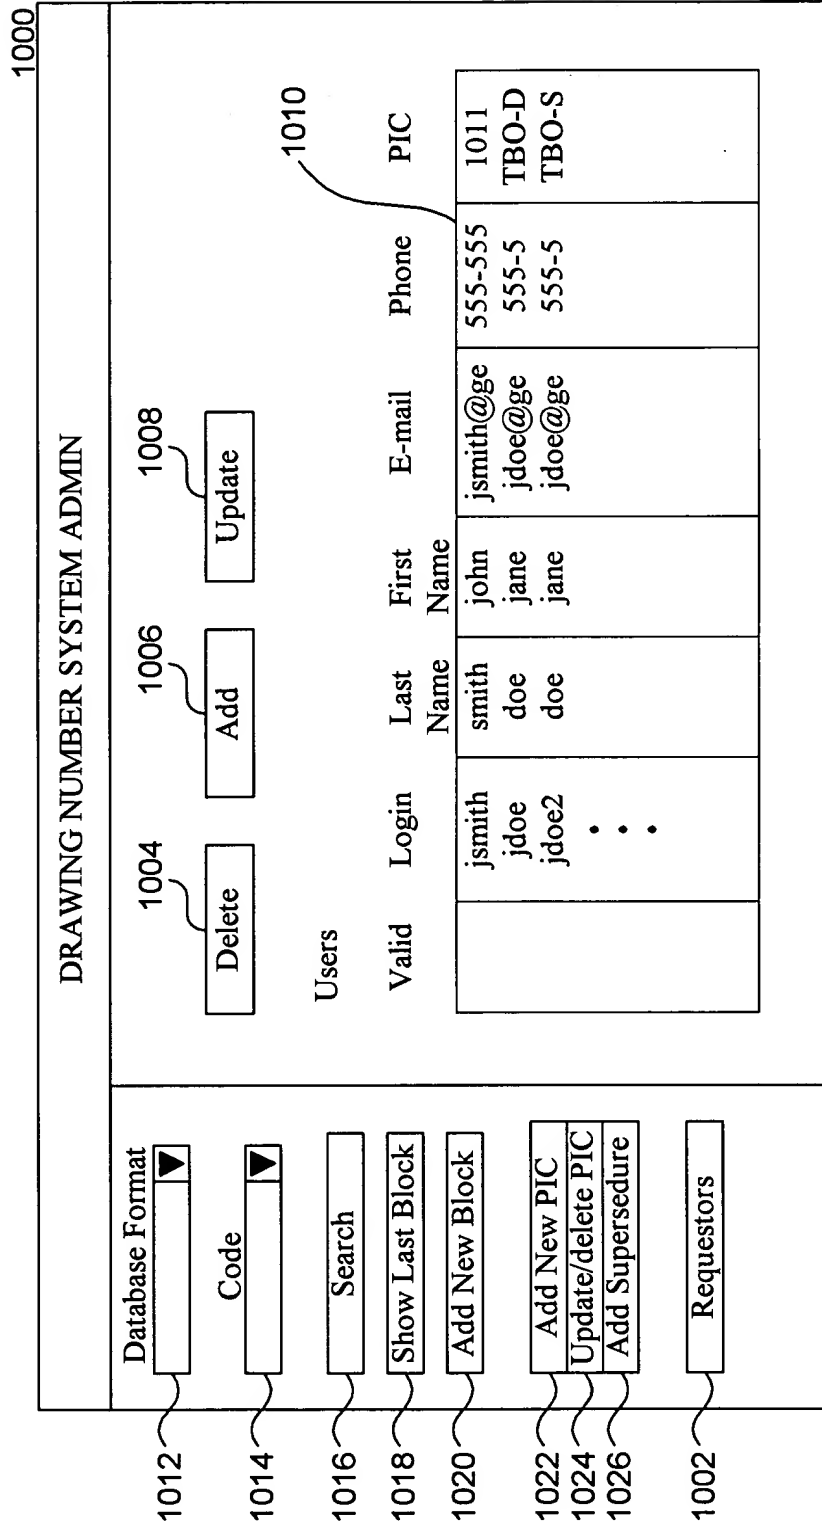 1000
DRAWING NUMBER SYSTEM ADMIN
1012
Database Format
1014
Code
1016
Search
1018
Show Last Block
1020
Add New Block
1022
Add New PIC
1024
Update/delete PIC
1026
Add Supersedure
1002
Requestors
1004
1006
1008
Delete
Add
Update
Users
1010
Valid
Login
Last Name
First Name
E-mail
Phone
PIC
jsmith smith john jsmith@ge 555-555 1011
jdoe doe jane jdoe@ge 555-5 TBO-D
jdoe2 doe jane jdoe@ge 555-5 TBO-S